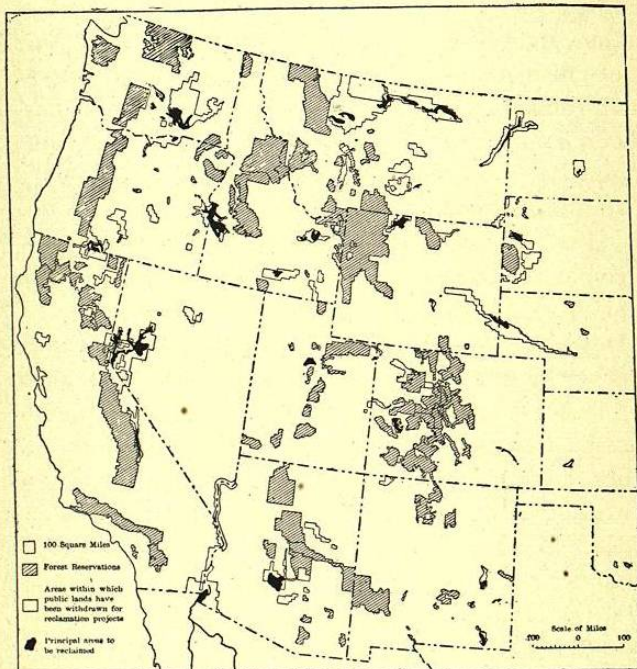 100 Square Miles
Forest Reservations
Areas within which
public lands have
been withdrawn for
reclamation projects
Principal areas to
be reclaimed
Scale of Miles
100 0 100